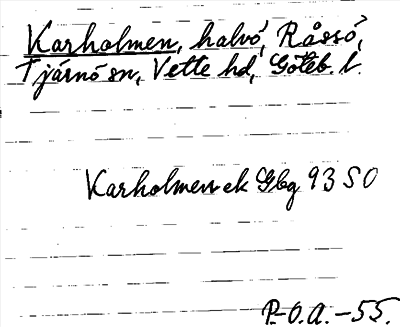 Karholmen, halvö, Råssö,
Tjärnö sn, Vette hd, Göteb. l.
Karholmen ek Gbg 93 SO
P.-O.A. -55.